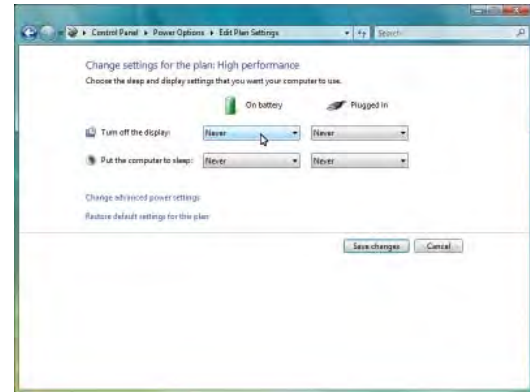 Control Panel ▸ Power Options ▸ Edit Plan Settings
Search
Change settings for the plan: High performance
Choose the sleep and display settings that you want your computer to use.
On battery Plugged in
Turn off the display: Never Never
Put the computer to sleep: Never Never
Change advanced power settings
Restore default settings for this plan
Save changes Cancel